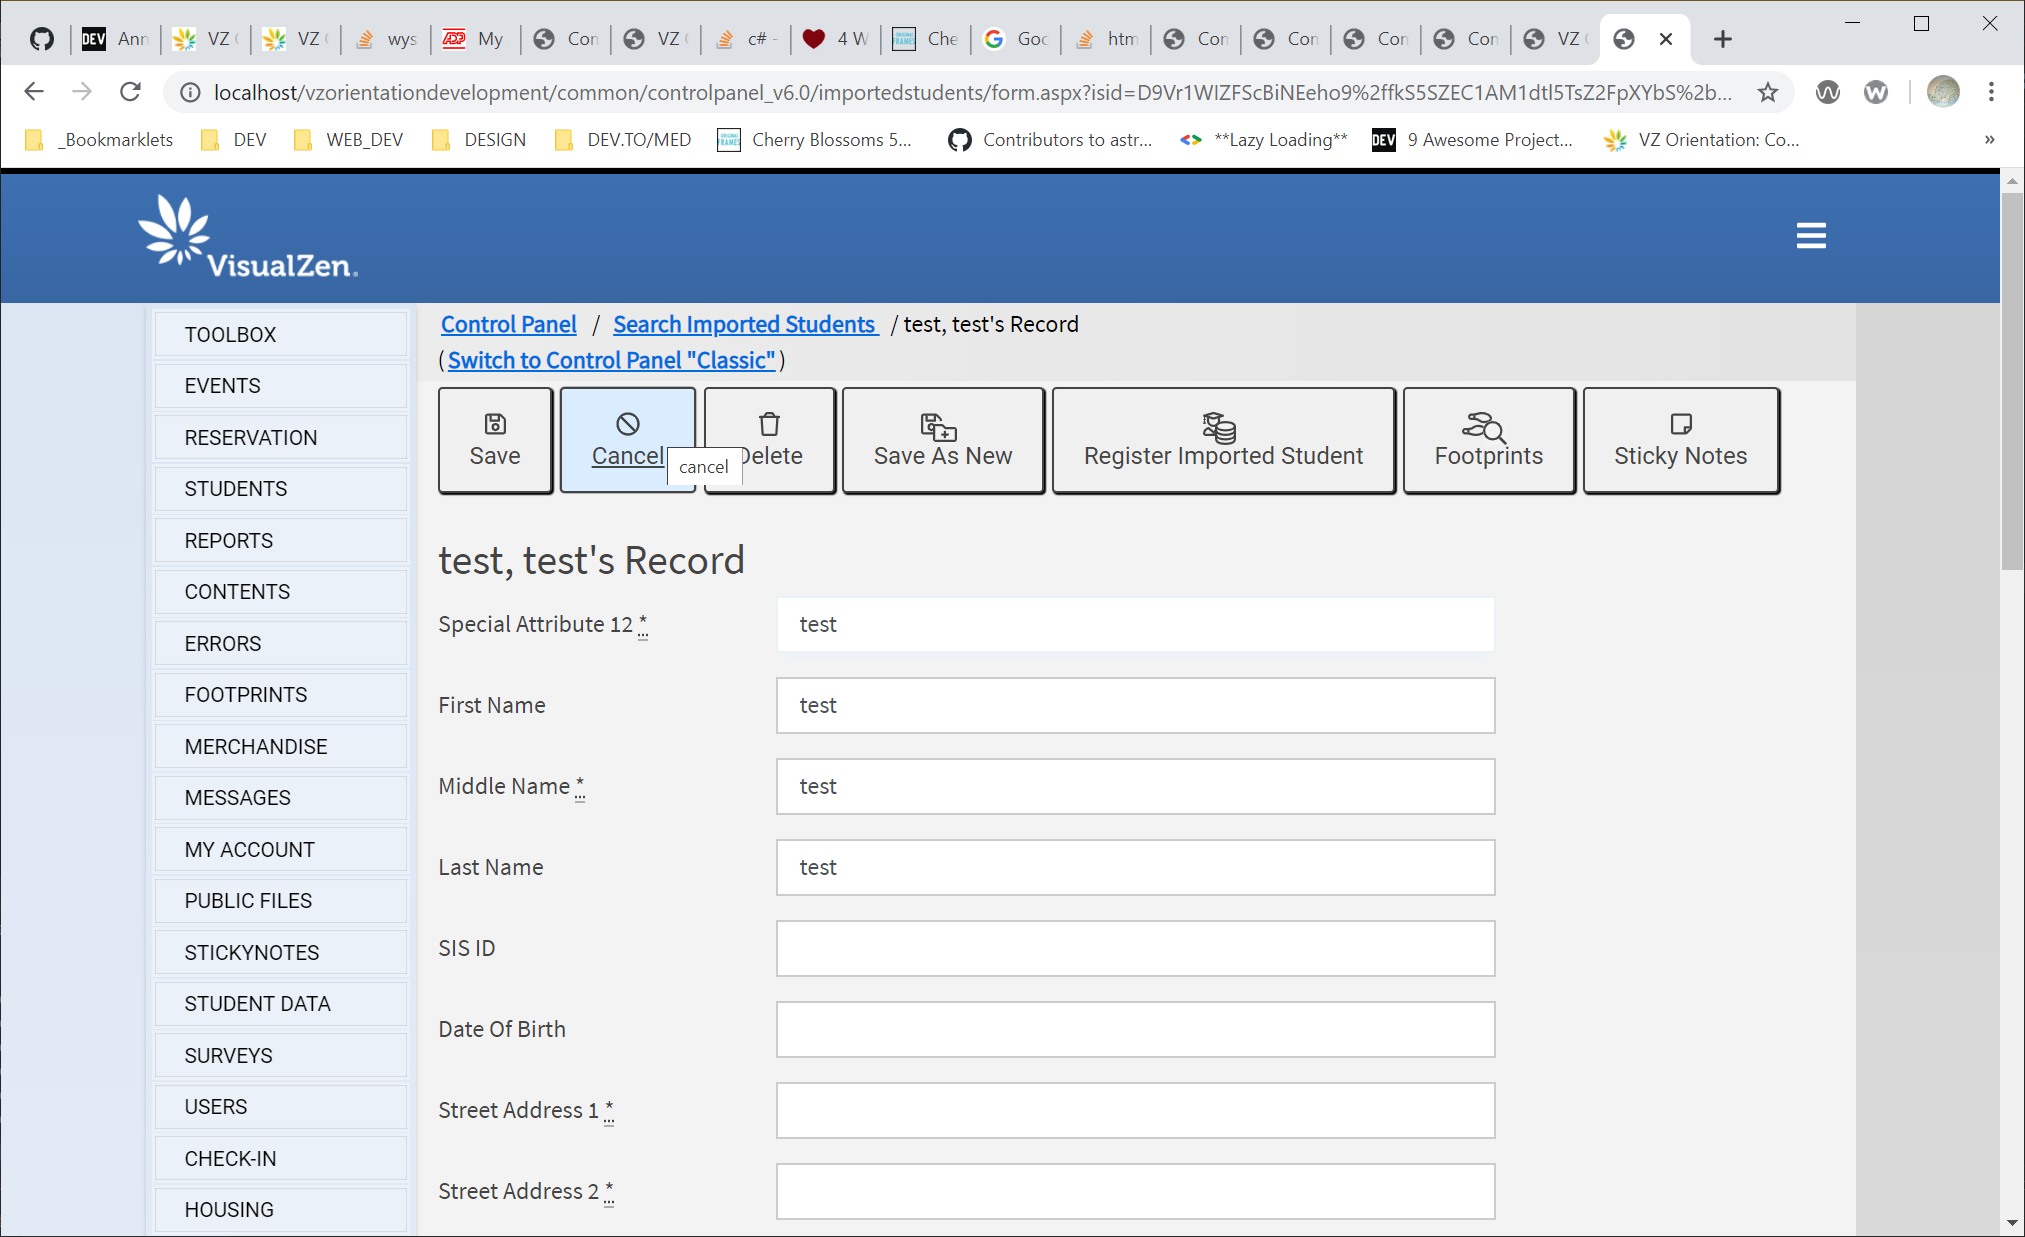 DEV Ann VZ VZ wys ADP My Con VZ c# - 4 W Che Goo htm Con Con Con Con VZ
localhost/vzorientationdevelopment/common/controlpanel_v6.0/importedstudents/form.aspx?isid=
_Bookmarklets DEV WEB_DEV DESIGN DEV.TO/MED Cherry Blossoms 5... Contributors to astr... **Lazy Loading** DEV 9 Awesome Project... VZ Orientation: Co... »
VisualZen.
Control Panel / Search Imported Students / test, test's Record
(Switch to Control Panel "Classic")
Save
Cancel
cancel
Delete
Save As New
Register Imported Student
Footprints
Sticky Notes
TOOLBOX
EVENTS
RESERVATION
STUDENTS
REPORTS
CONTENTS
ERRORS
FOOTPRINTS
MERCHANDISE
MESSAGES
MY ACCOUNT
PUBLIC FILES
STICKYNOTES
STUDENT DATA
SURVEYS
USERS
CHECK-IN
HOUSING
test, test's Record
Special Attribute 12 * test
First Name test
Middle Name * test
Last Name test
SIS ID
Date Of Birth
Street Address 1 *
Street Address 2 *